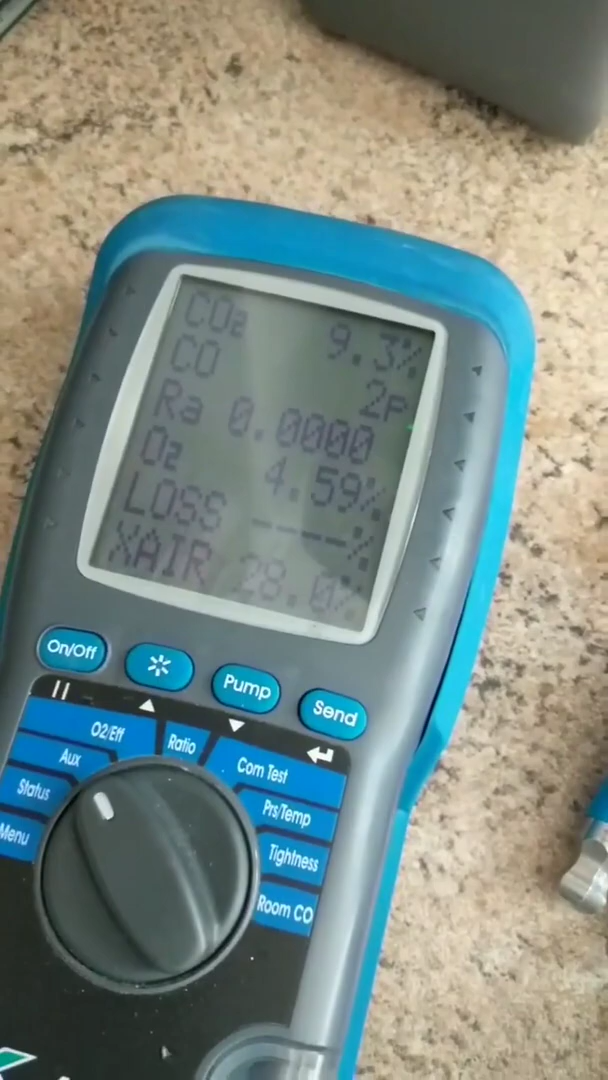 CO2 9.3%
CO 2p
Ra 0.0000
O2 4.59%
LOSS ----%
XAIR 28.0%
On/Off
Pump
Send
O2/Eff
Ratio
Aux
Com Test
Status
Prs/Temp
Menu
Tightness
Room CO